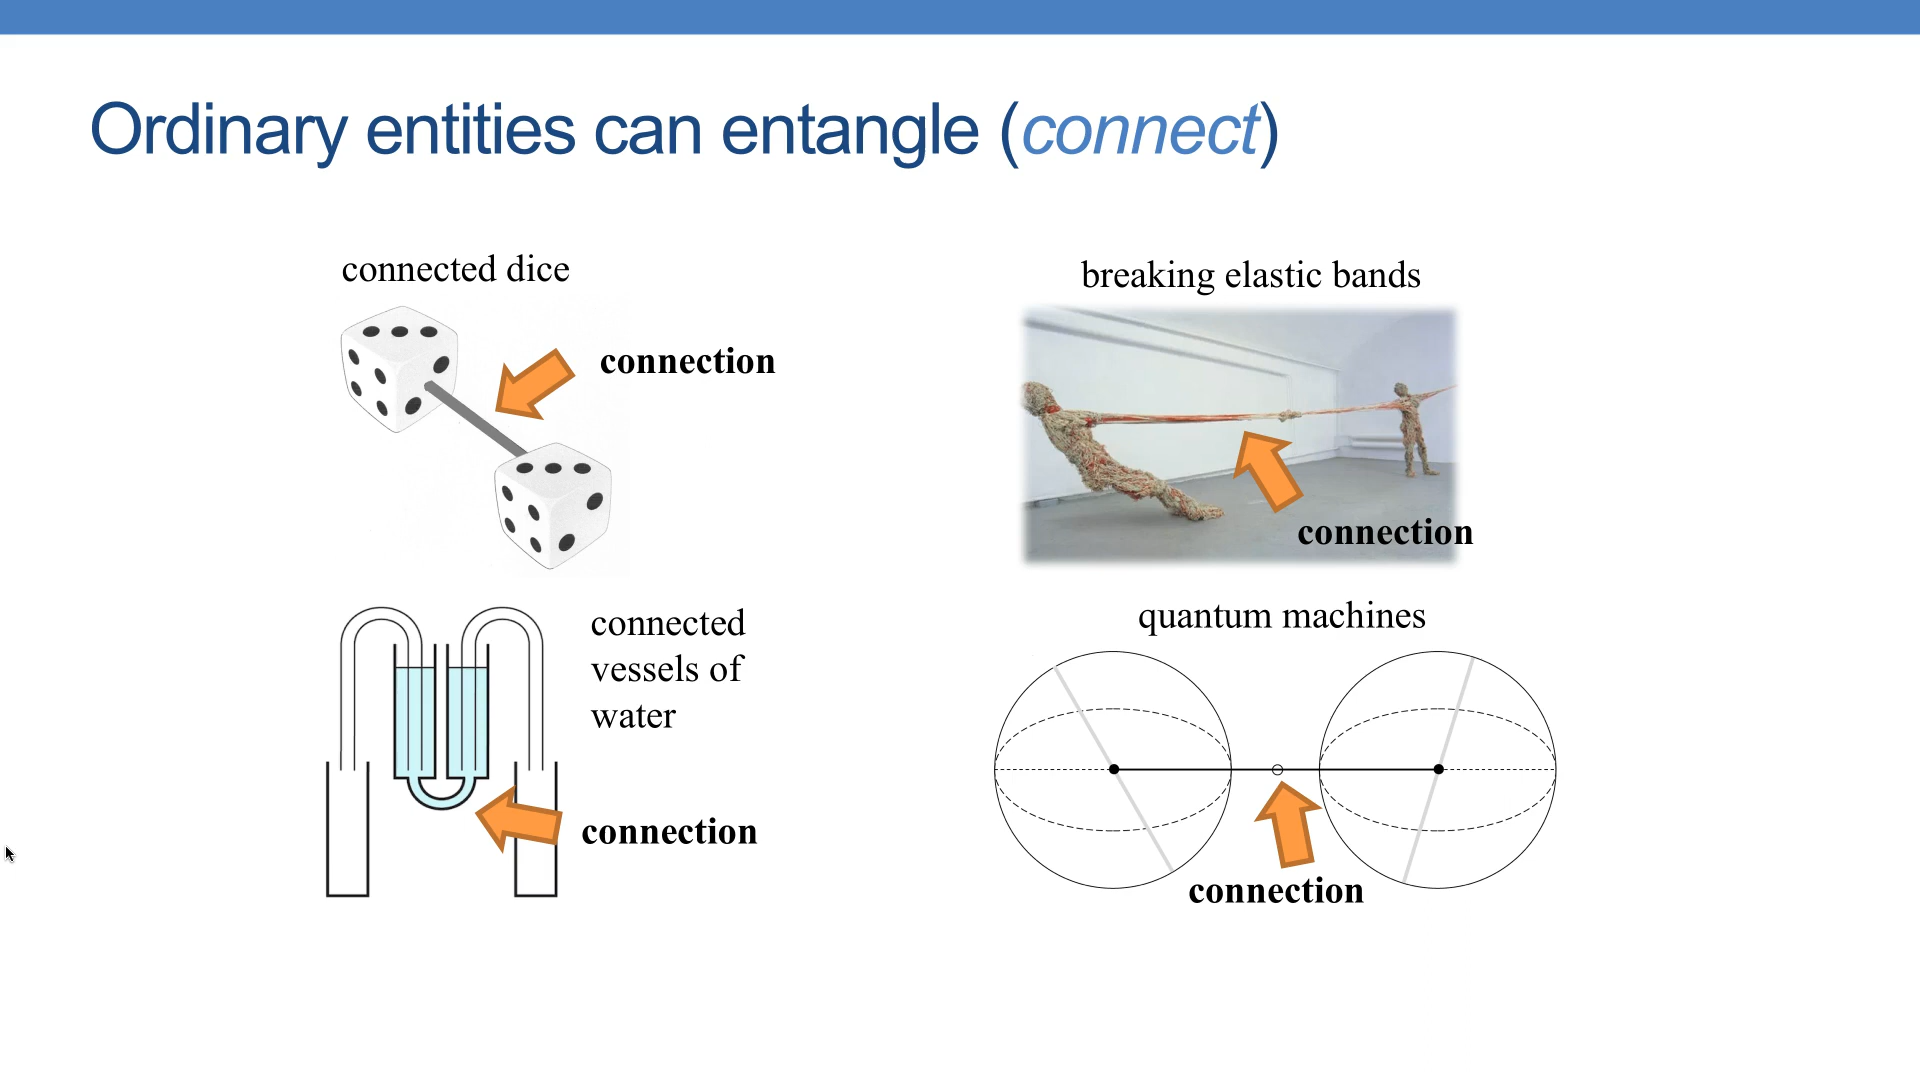 Ordinary entities can entangle (connect)
connected dice
connection
breaking elastic bands
connection
connected
vessels of
water
connection
quantum machines
connection